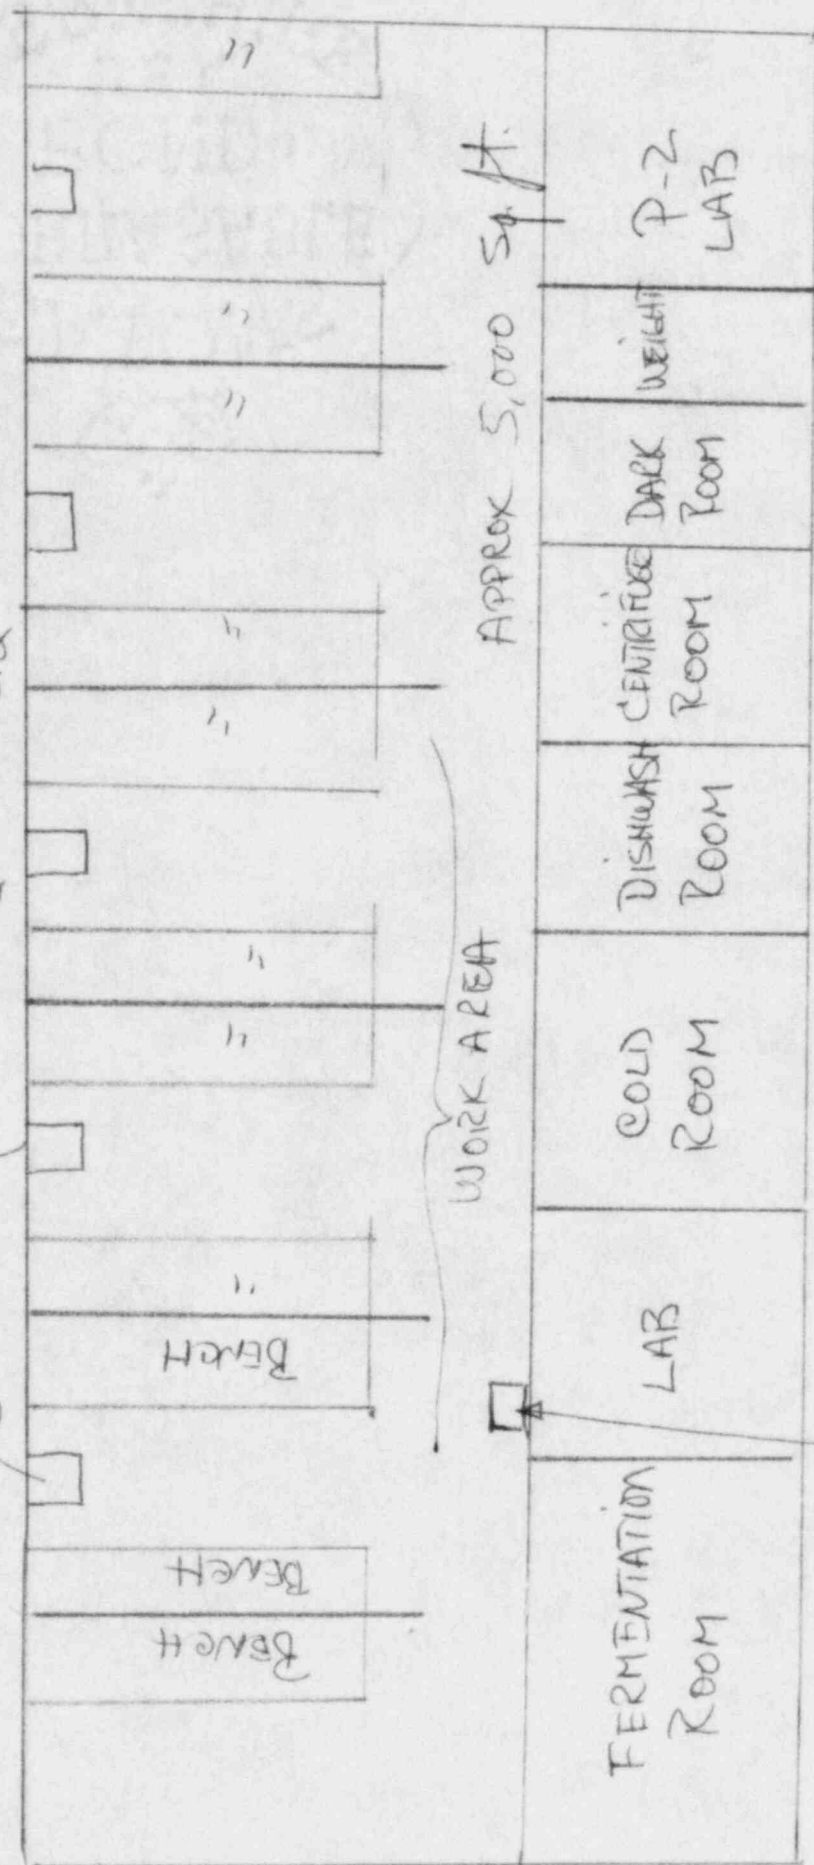 BENCH
BENCH
BENCH
"
"
"
"
"
"
"
"
WORK AREA
APPROX 5,000 Sq. ft.
FERMENTIATION
ROOM
LAB
COLD
ROOM
DISHWASH
ROOM
CENTRIFUGE
ROOM
DARK
ROOM
WEIGHT
P-2
LAB